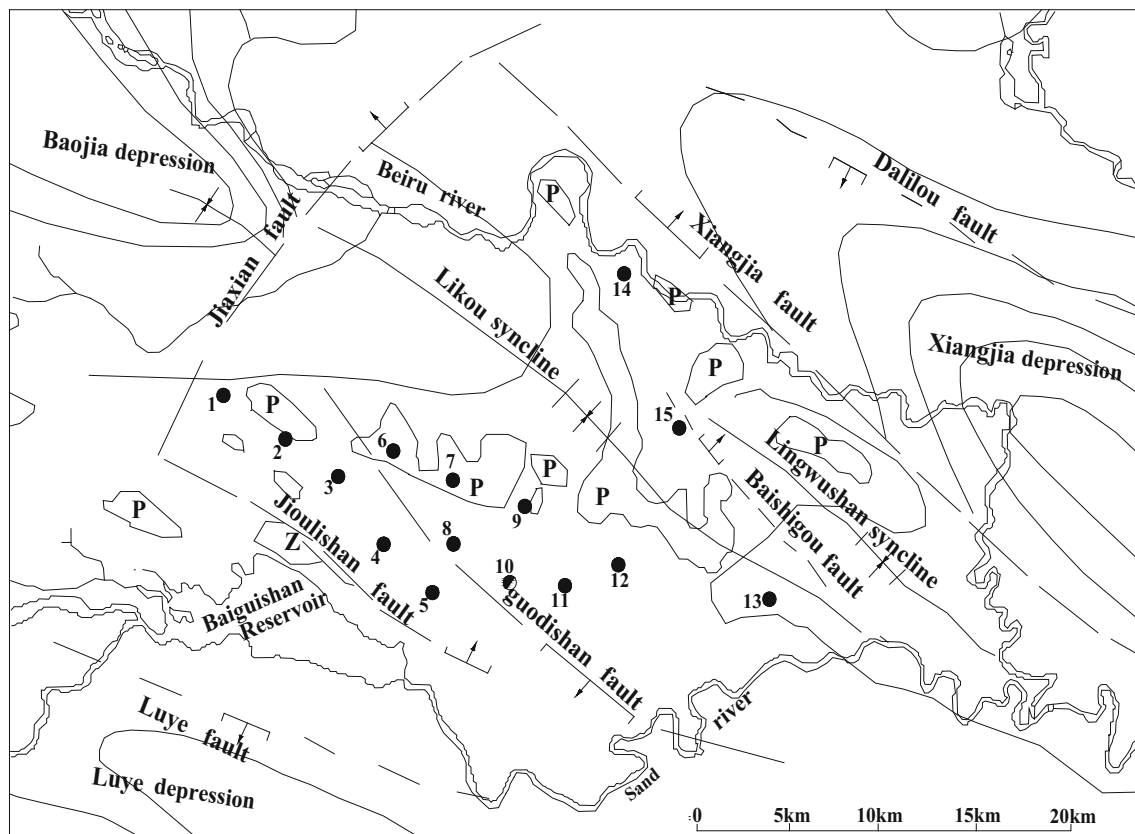 Baojia depression
Beiru river
P
Dalilou fault
Xiangjia fault
Jiaxian fault
Likou syncline
14
P
Xiangjia depression
P
1
P
2
6
15
P
Lingwushan syncline
3
7
P
P
P
Baishigou fault
P
9
Jioulishan fault
Z
4
8
10
guodishan fault
12
11
5
13
Baiguishan
Reservoir
Luye fault
river
Sand
Luye depression
0 5km 10km 15km 20km